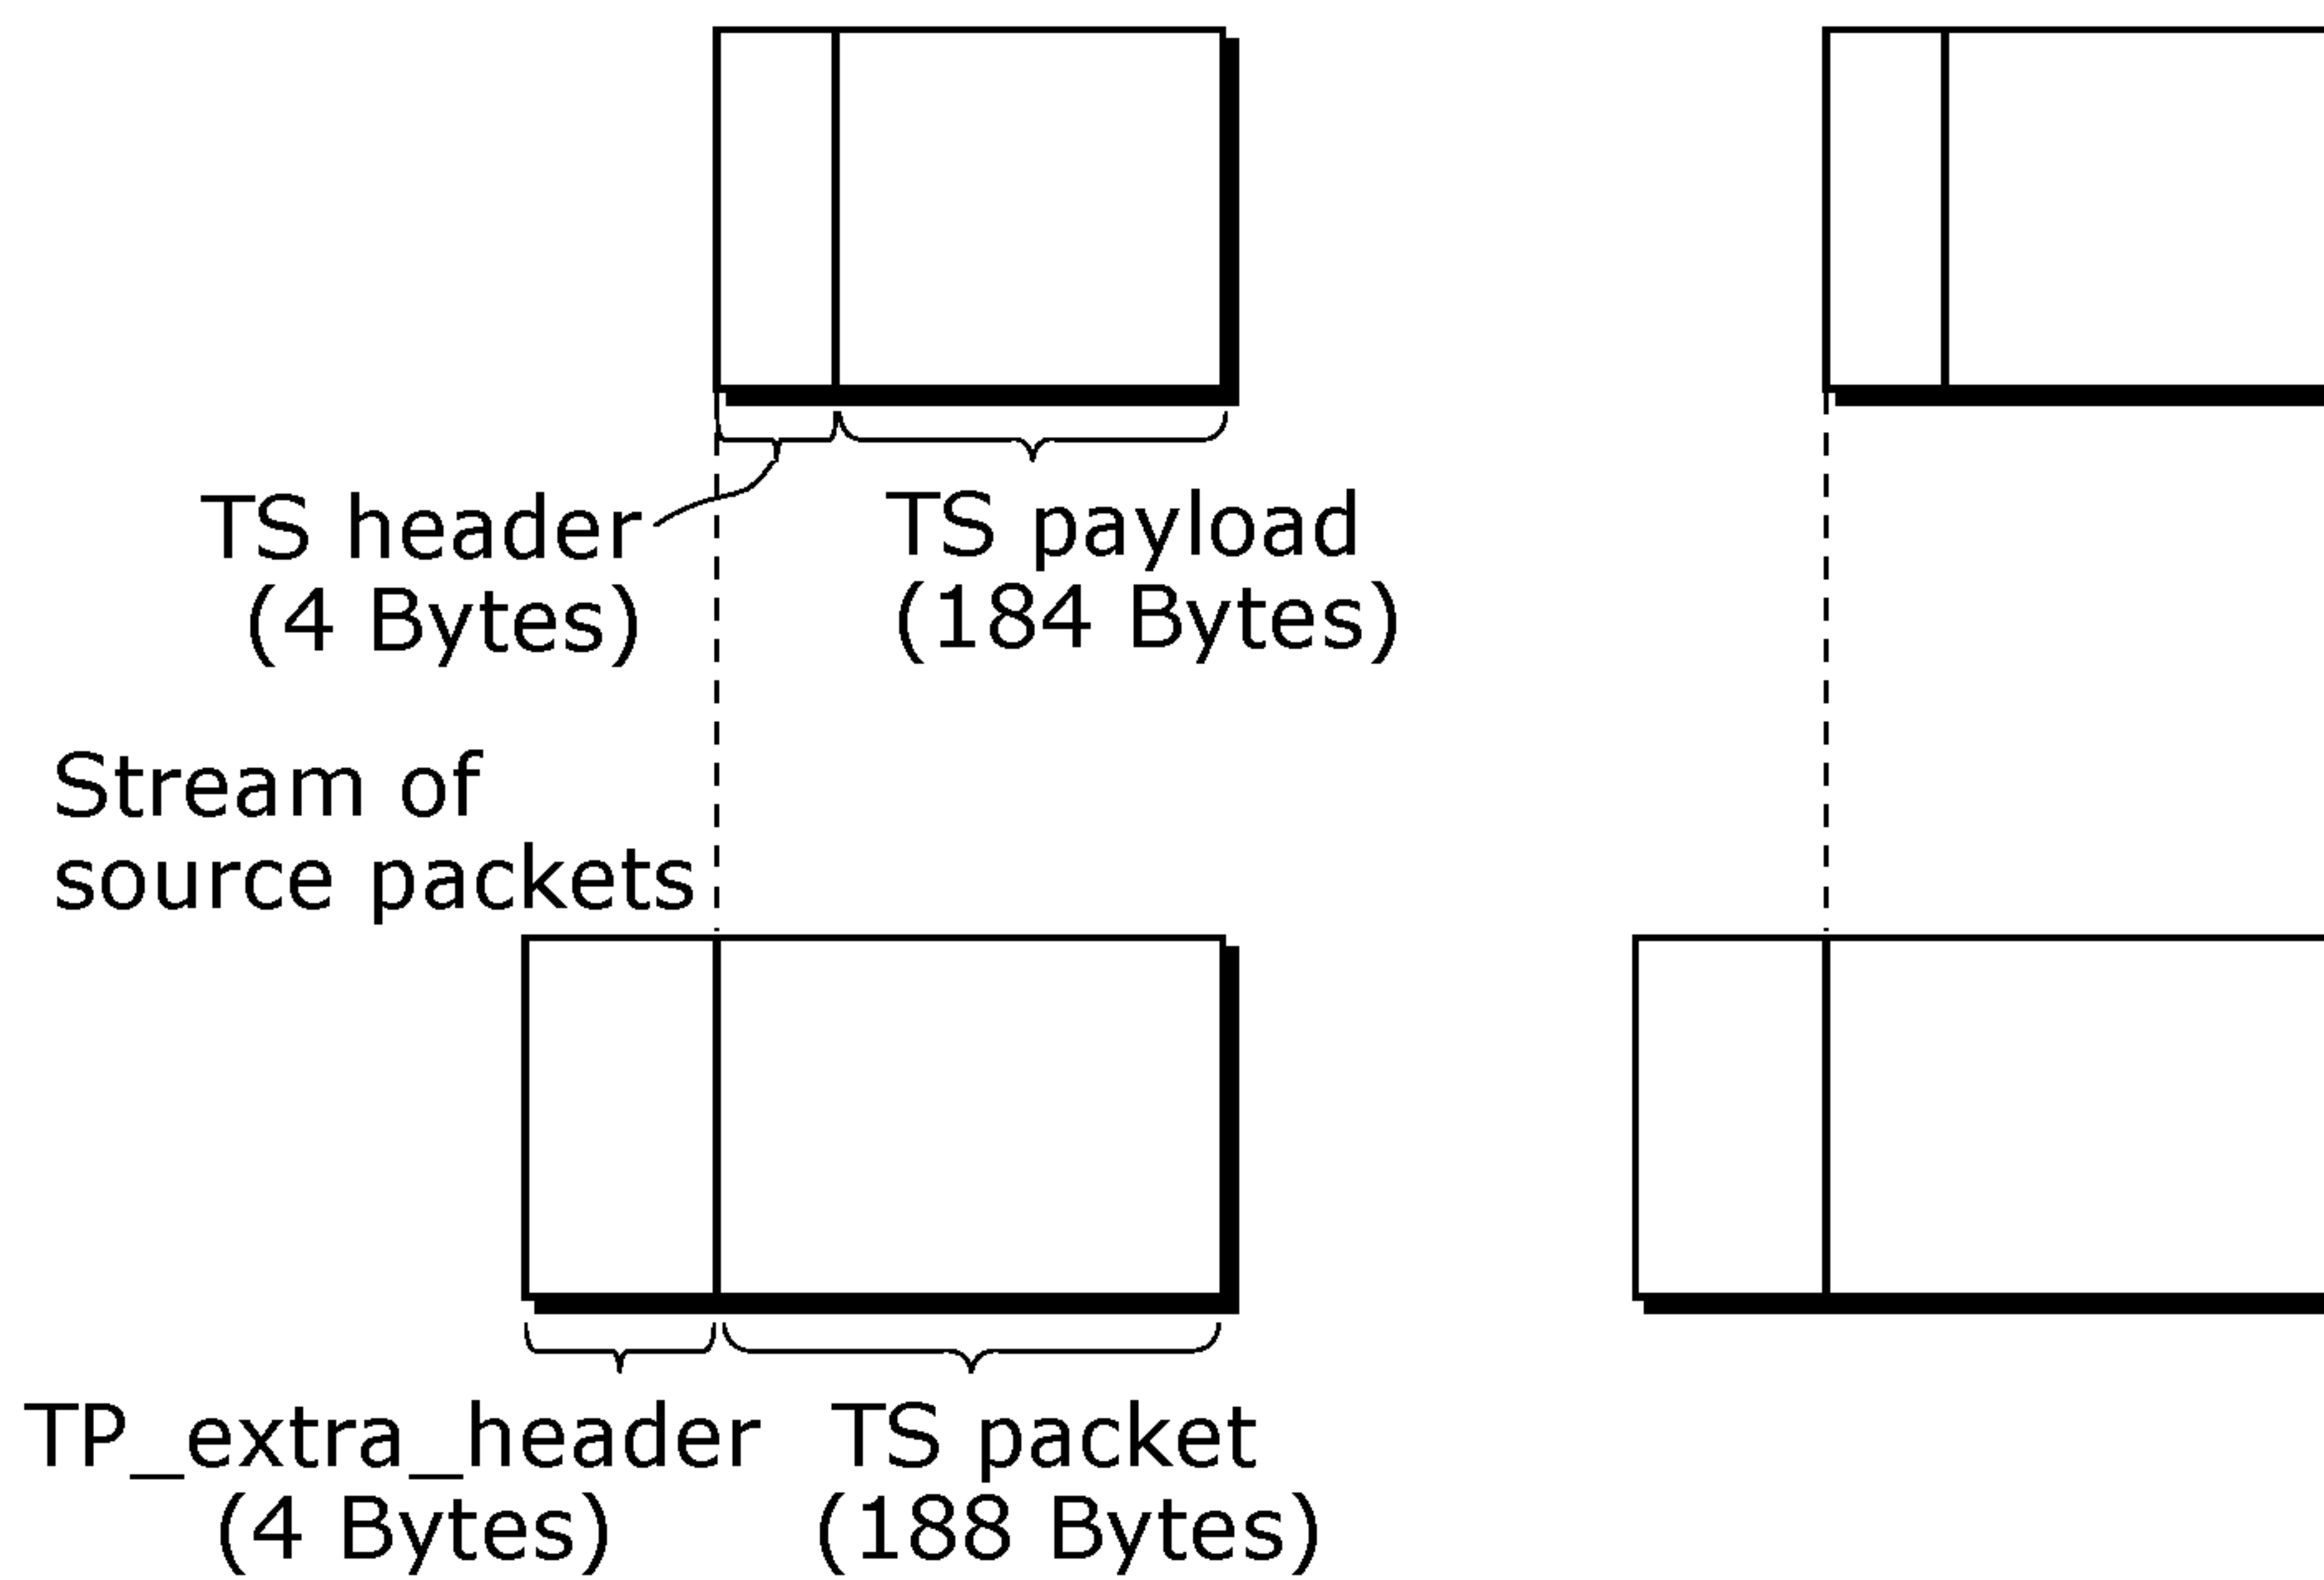 TS header
(4 Bytes)
TS payload
(184 Bytes)
Stream of
source packets
TP_extra_header
(4 Bytes)
TS packet
(188 Bytes)